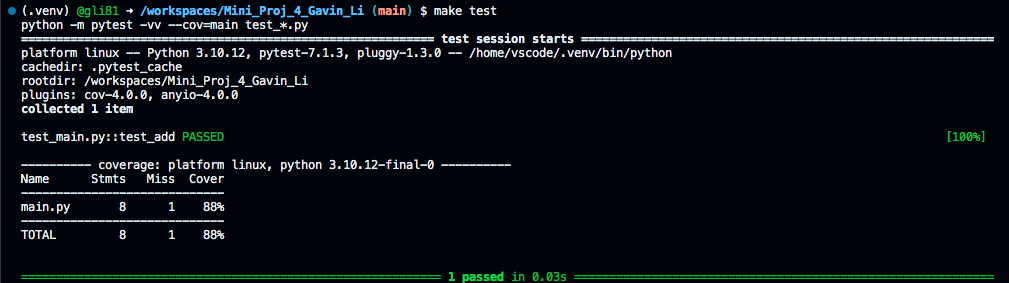 (.venv) @gli81 ➜ /workspaces/Mini_Proj_4_Gavin_Li (main) $ make test
python -m pytest -vv --cov=main test_*.py
============================================================ test session starts ============================================================
platform linux -- Python 3.10.12, pytest-7.1.3, pluggy-1.3.0 -- /home/vscode/.venv/bin/python
cachedir: .pytest_cache
rootdir: /workspaces/Mini_Proj_4_Gavin_Li
plugins: cov-4.0.0, anyio-4.0.0
collected 1 item
test_main.py::test_add PASSED [100%]
---------- coverage: platform linux, python 3.10.12-final-0 ----------
Name      Stmts   Miss  Cover
-----------------------------
main.py       8      1    88%
-----------------------------
TOTAL         8      1    88%
============================================================= 1 passed in 0.03s =============================================================